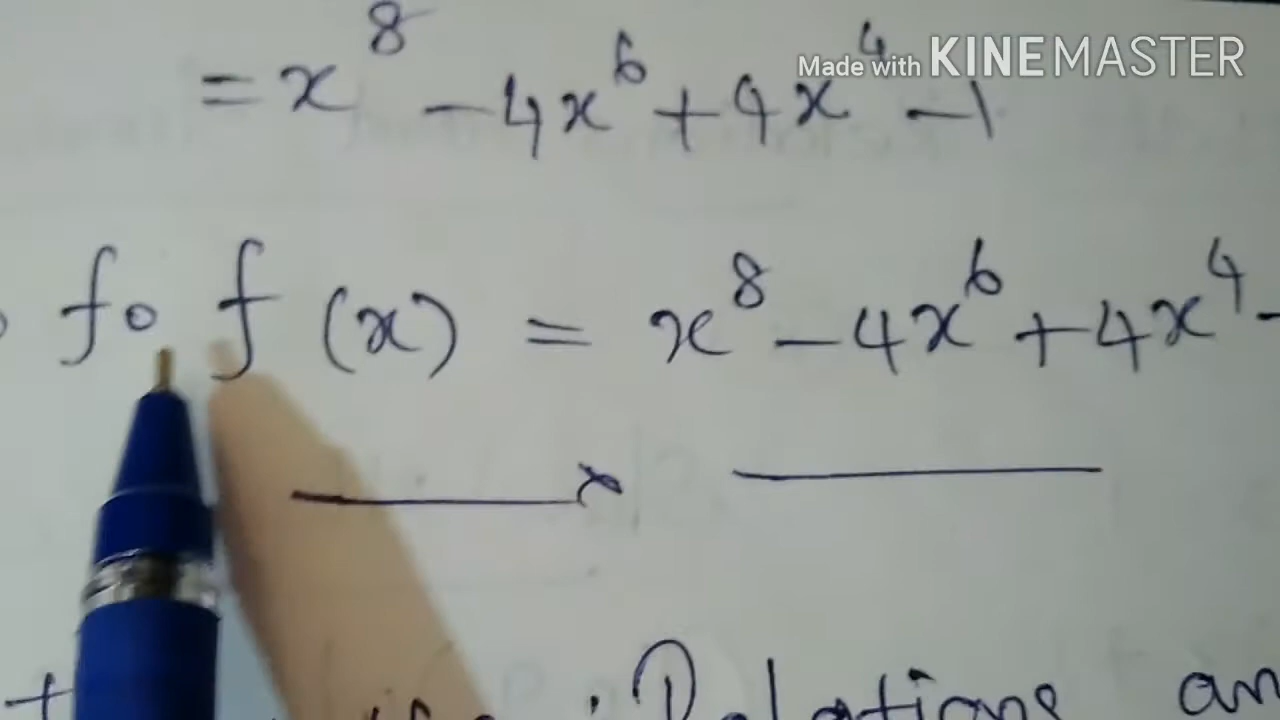 = x⁸ - 4x⁶ + 4x⁴ - 1
Made with KINEMASTER
fof (x) = x⁸ - 4x⁶ + 4x⁴ -
x
Relations an